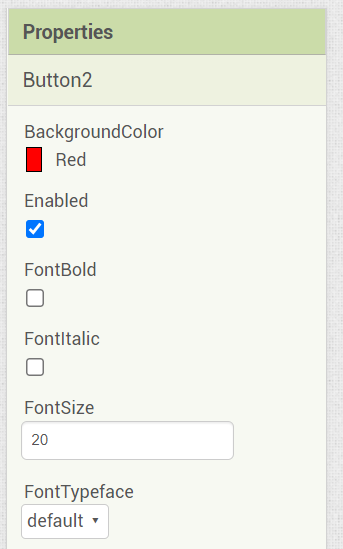 Properties
Button2
BackgroundColor
Red
Enabled
FontBold
FontItalic
FontSize
20
FontTypeface
default